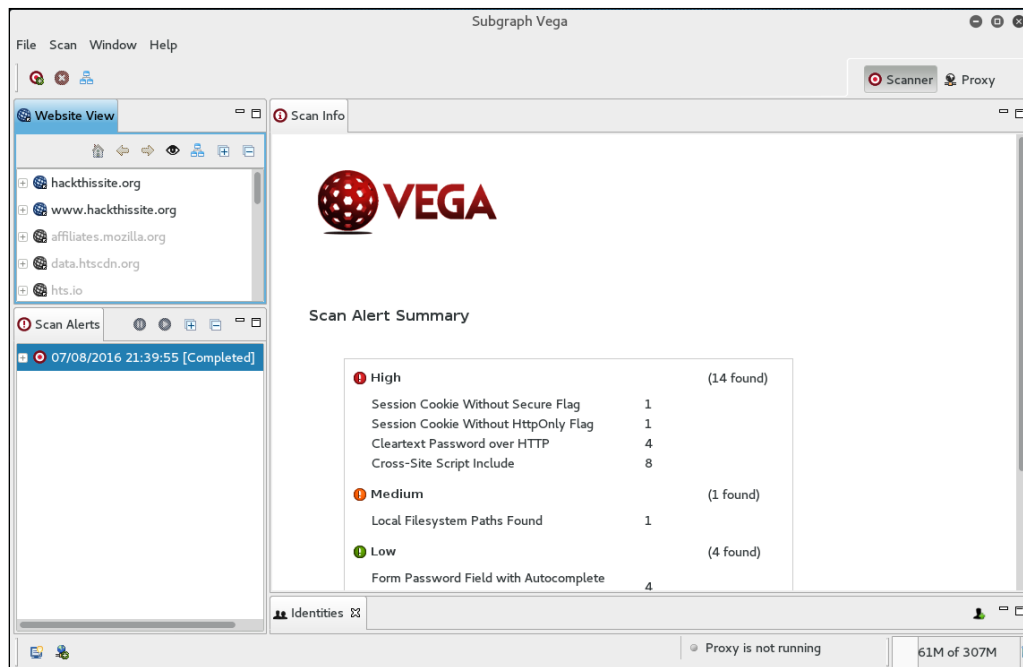 Subgraph Vega
File Scan Window Help
Scanner Proxy
Website View
hackthissite.org
www.hackthissite.org
affiliates.mozilla.org
data.htscdn.org
hts.io
Scan Alerts
07/08/2016 21:39:55 [Completed]
Scan Info
VEGA
Scan Alert Summary
High (14 found)
Session Cookie Without Secure Flag 1
Session Cookie Without HttpOnly Flag 1
Cleartext Password over HTTP 4
Cross-Site Script Include 8
Medium (1 found)
Local Filesystem Paths Found 1
Low (4 found)
Form Password Field with Autocomplete 4
Identities
Proxy is not running
61M of 307M